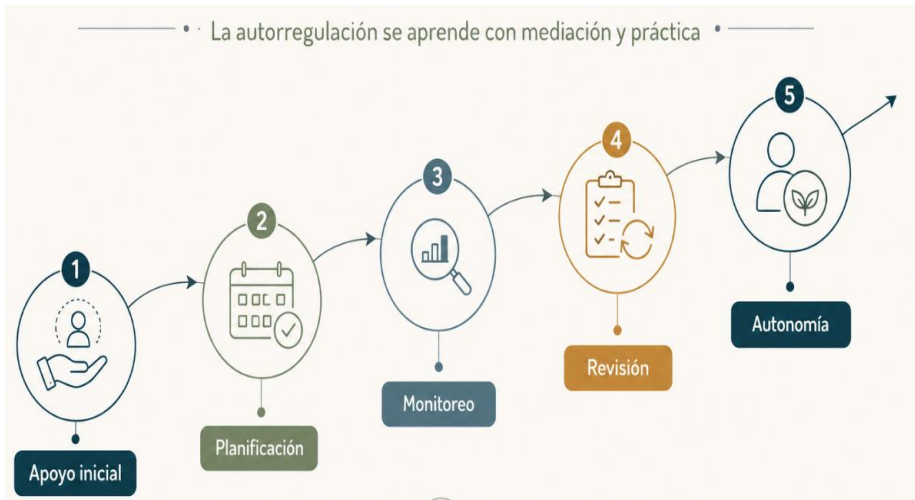 La autorregulación se aprende con mediación y práctica
1
Apoyo inicial
2
Planificación
3
Monitoreo
4
Revisión
5
Autonomía